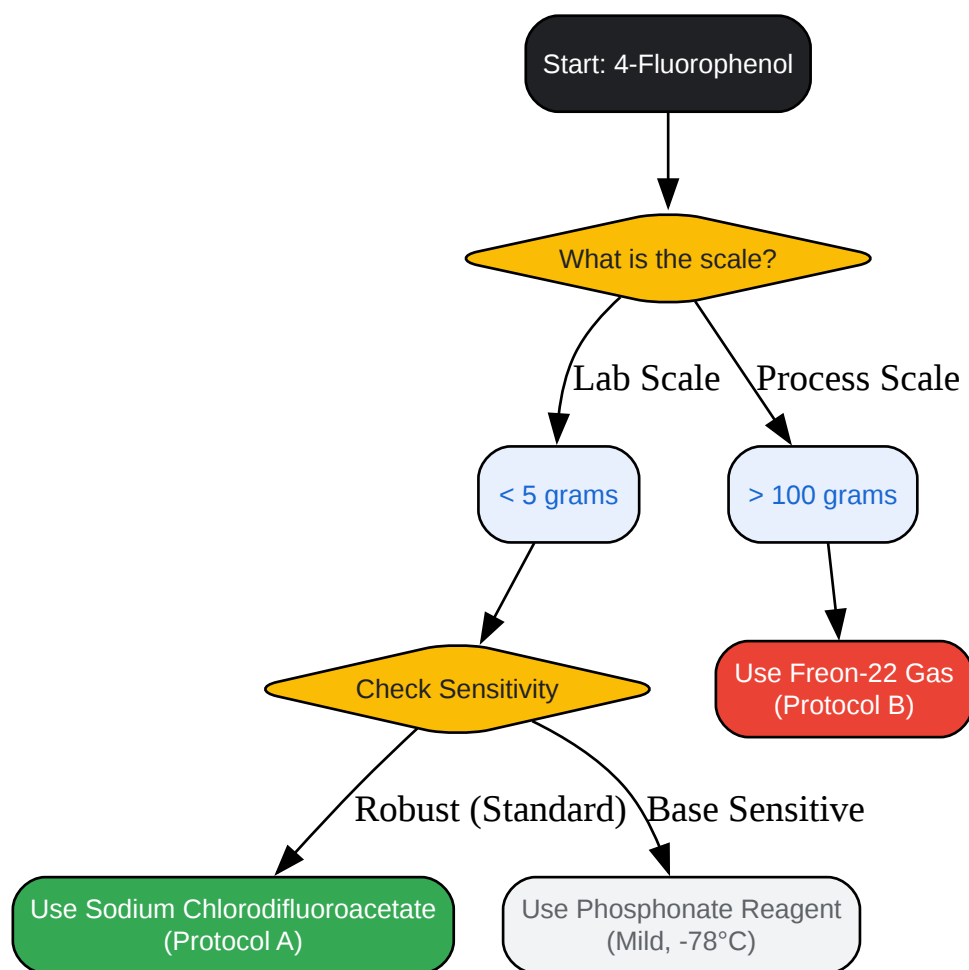 Start: 4-Fluorophenol
What is the scale?
Lab Scale
Process Scale
< 5 grams
> 100 grams
Check Sensitivity
Use Freon-22 Gas
(Protocol B)
Robust (Standard)
Base Sensitive
Use Sodium Chlorodifluoroacetate
(Protocol A)
Use Phosphonate Reagent
(Mild, -78°C)